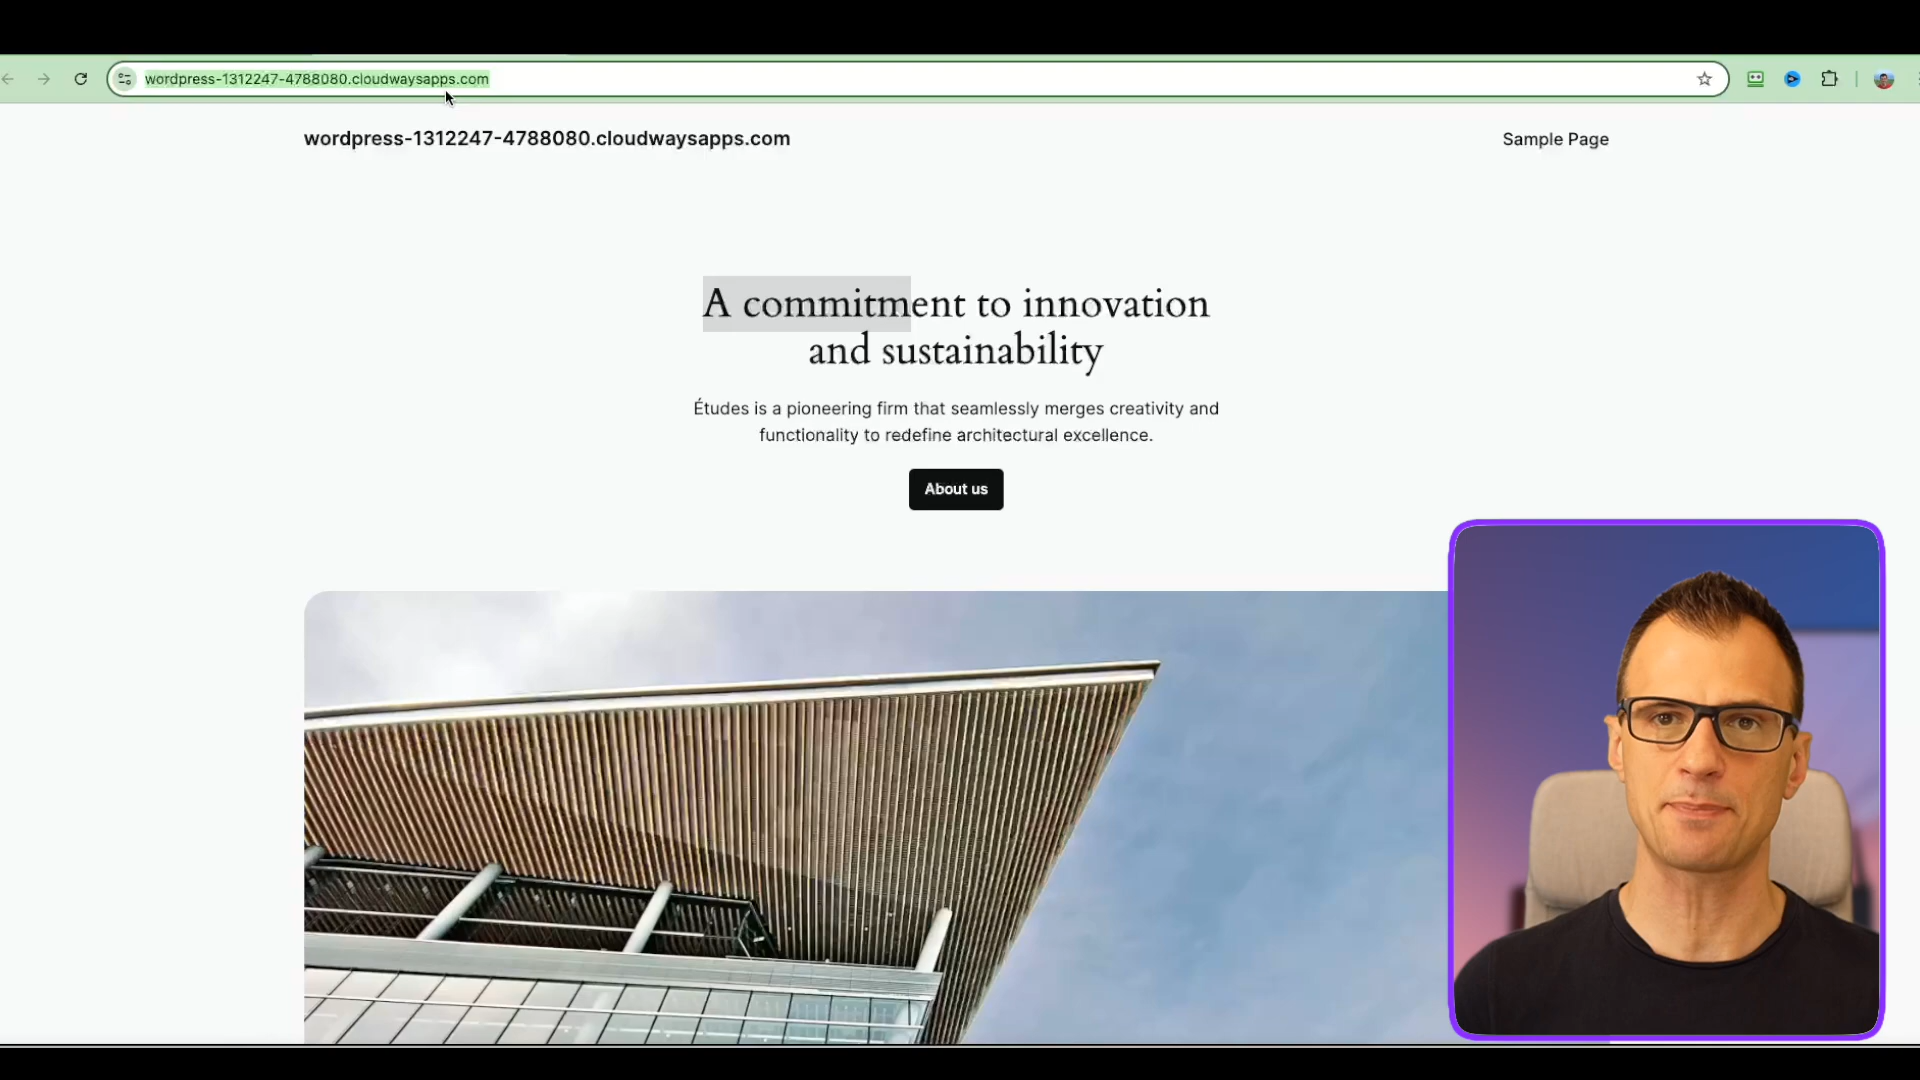 wordpress-1312247-4788080.cloudwaysapps.com
wordpress-1312247-4788080.cloudwaysapps.com
Sample Page
A commitment to innovation
and sustainability
Études is a pioneering firm that seamlessly merges creativity and
functionality to redefine architectural excellence.
About us